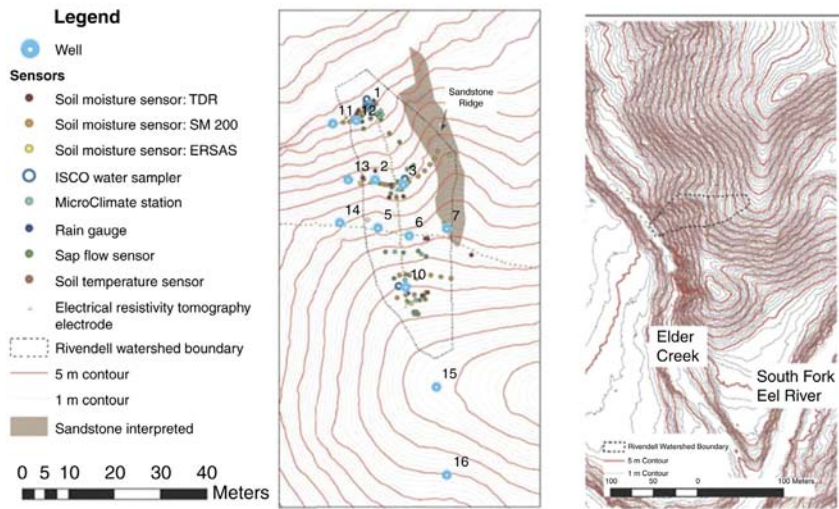 Legend
Well
Sensors
Soil moisture sensor: TDR
Soil moisture sensor: SM 200
Soil moisture sensor: ERSAS
ISCO water sampler
MicroClimate station
Rain gauge
Sap flow sensor
Soil temperature sensor
Electrical resistivity tomography
electrode
Rivendell watershed boundary
5 m contour
1 m contour
Sandstone interpreted
0 5 10 20 30 40
Meters
Sandstone
Ridge
1
11 12
13 2 3
14 5 6 7
10
15
16
Elder
Creek
South Fork
Eel River
Rivendell Watershed Boundary
5 m Contour
1 m Contour
100 50 0 100 Meters